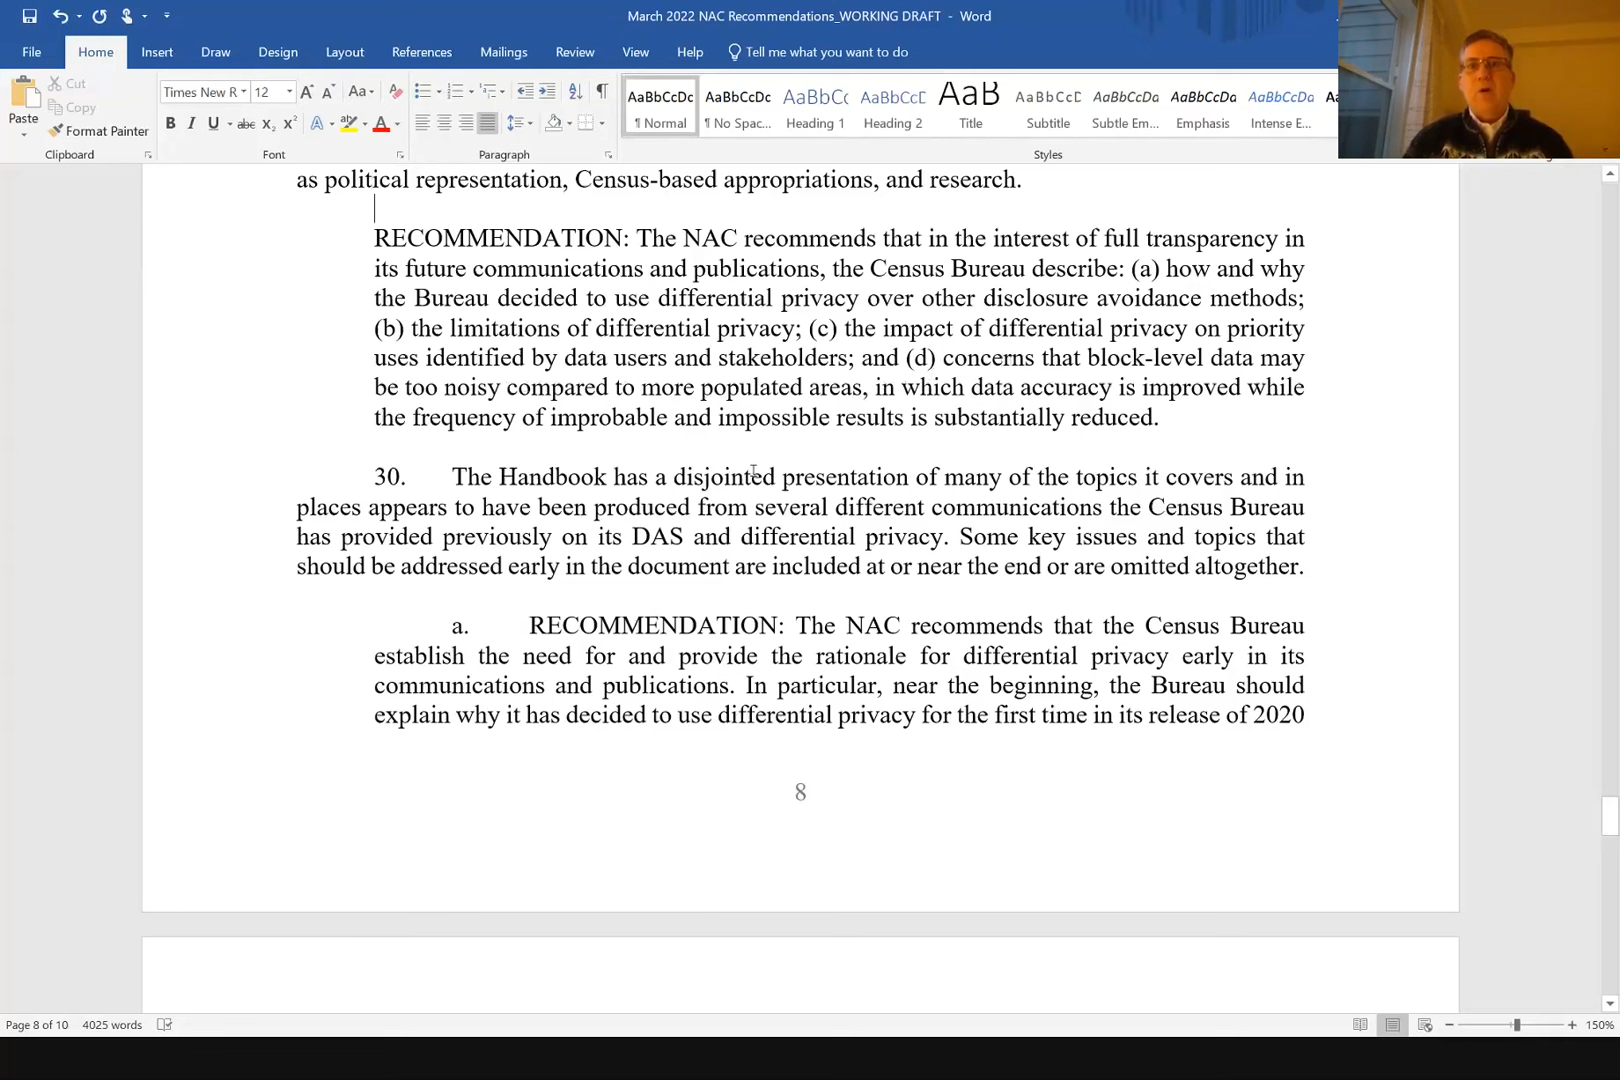 March 2022 NAC Recommendations_WORKING DRAFT - Word
File Home Insert Draw Design Layout References Mailings Review View Help Tell me what you want to do
Paste
Cut
Copy
Format Painter
Clipboard
Times New R 12 A A Aa A
B I U abc X₂ X² A A
Font
Paragraph
AaBbCcDc AaBbCcDc AaBbCc AaBbCcD AaB AaBbCcD AaBbCcDa AaBbCcDa AaBbCcDa
¶ Normal ¶ No Spac... Heading 1 Heading 2 Title Subtitle Subtle Em... Emphasis Intense E...
Styles
as political representation, Census-based appropriations, and research.
RECOMMENDATION: The NAC recommends that in the interest of full transparency in
its future communications and publications, the Census Bureau describe: (a) how and why
the Bureau decided to use differential privacy over other disclosure avoidance methods;
(b) the limitations of differential privacy; (c) the impact of differential privacy on priority
uses identified by data users and stakeholders; and (d) concerns that block-level data may
be too noisy compared to more populated areas, in which data accuracy is improved while
the frequency of improbable and impossible results is substantially reduced.
30. The Handbook has a disjointed presentation of many of the topics it covers and in
places appears to have been produced from several different communications the Census Bureau
has provided previously on its DAS and differential privacy. Some key issues and topics that
should be addressed early in the document are included at or near the end or are omitted altogether.
a. RECOMMENDATION: The NAC recommends that the Census Bureau
establish the need for and provide the rationale for differential privacy early in its
communications and publications. In particular, near the beginning, the Bureau should
explain why it has decided to use differential privacy for the first time in its release of 2020
8
Page 8 of 10 4025 words 150%